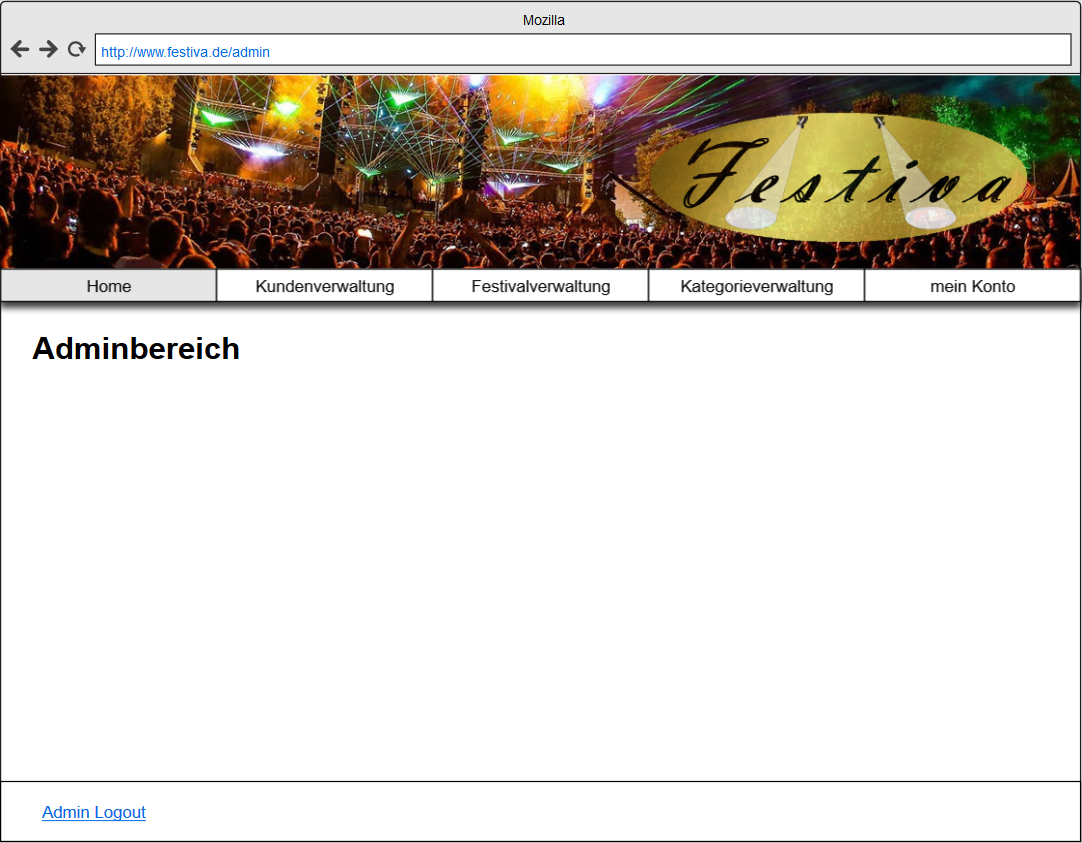 Mozilla
http://www.festiva.de/admin
Festiva
Home Kundenverwaltung Festivalverwaltung Kategorieverwaltung mein Konto
Adminbereich
Admin Logout